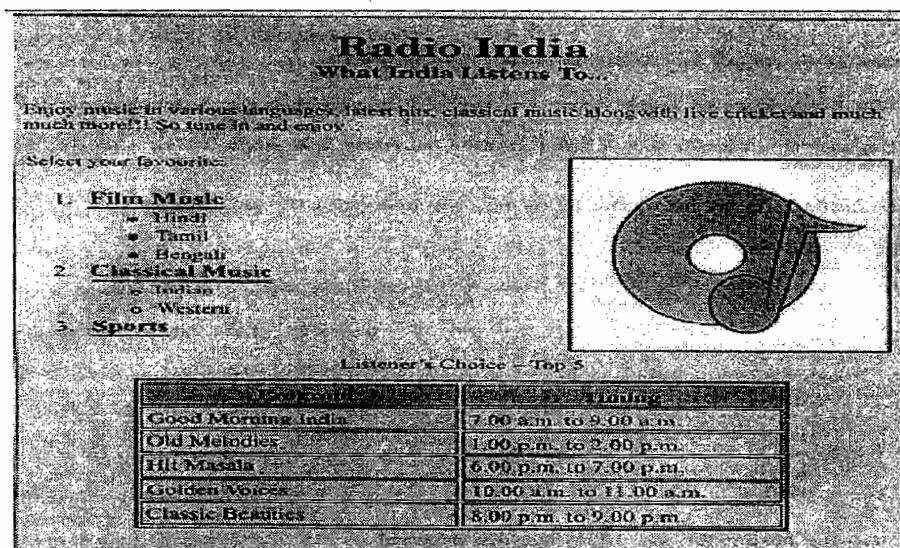 Radio India
What India Listens To...
Enjoy music in various languages, latest hits, classical music alongwith live cricket and much
much more!!! So tune in and enjoy...
Select your favourite:
1. Film Music
• Hindi
• Tamil
• Bengali
2. Classical Music
o Indian
o Western
3. Sports
Listener's Choice - Top 5
Timing
Good Morning India 7.00 a.m. to 9.00 a.m.
Old Melodies 1.00 p.m. to 2.00 p.m.
Hit Masala 6.00 p.m. to 7.00 p.m.
Golden Voices 10.00 a.m. to 11.00 a.m.
Classic Beauties 8.00 p.m. to 9.00 p.m.